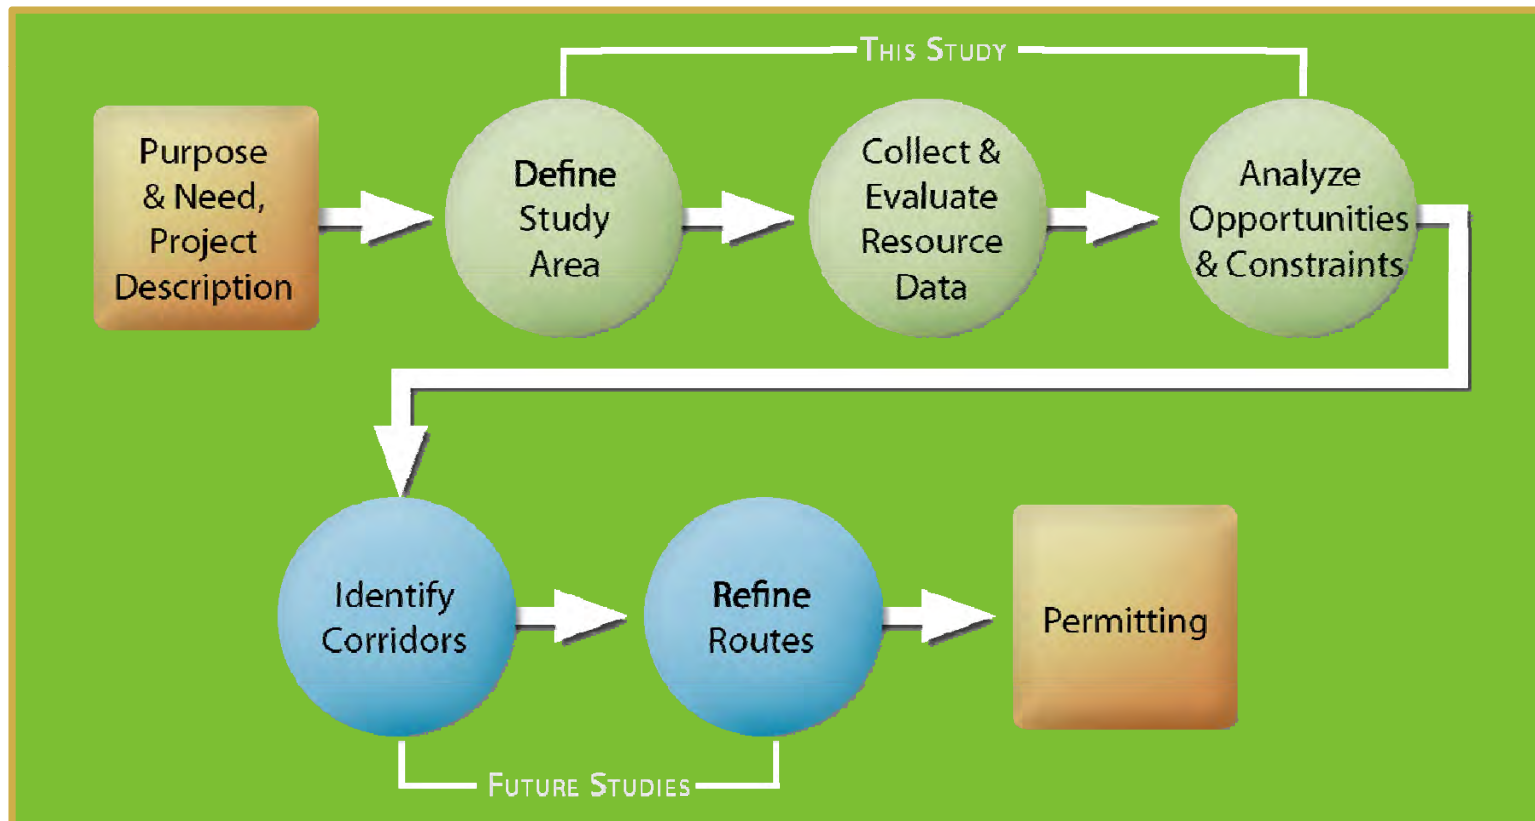 THIS STUDY
Purpose
& Need,
Project
Description
Define
Study
Area
Collect &
Evaluate
Resource
Data
Analyze
Opportunities
& Constraints
Identify
Corridors
Refine
Routes
Permitting
FUTURE STUDIES